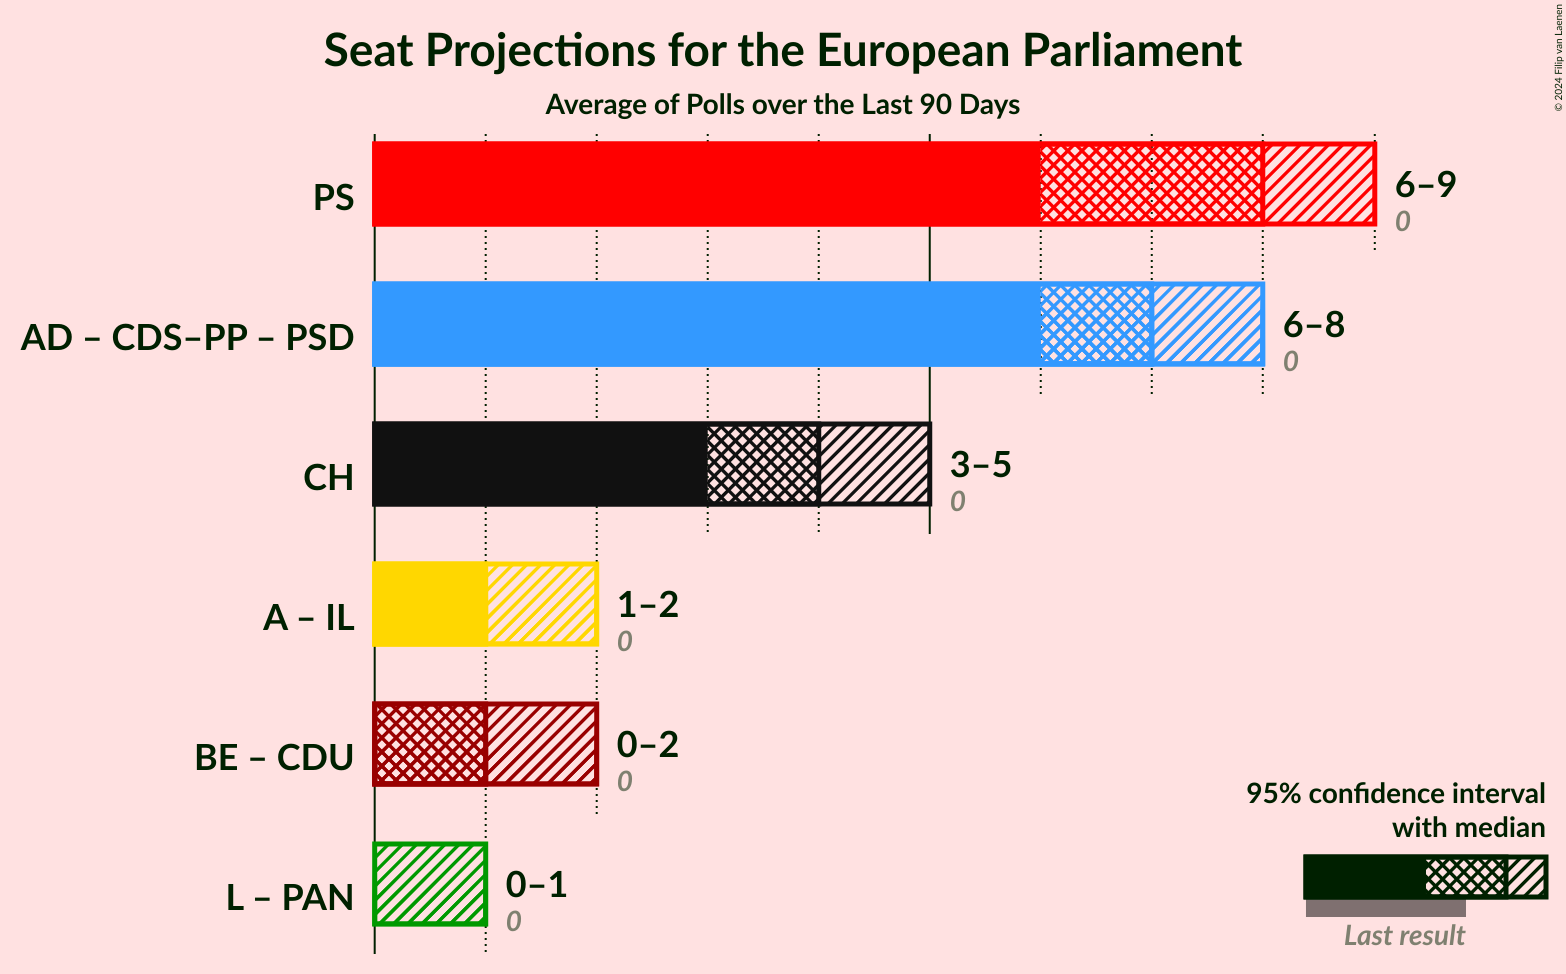 Seat Projections for the European Parliament
Average of Polls over the Last 90 Days
© 2024 Filip van Laenen
PS
6–9
0
AD – CDS–PP – PSD
6–8
0
CH
3–5
0
A – IL
1–2
0
BE – CDU
0–2
0
L – PAN
0–1
0
95% confidence interval
with median
Last result